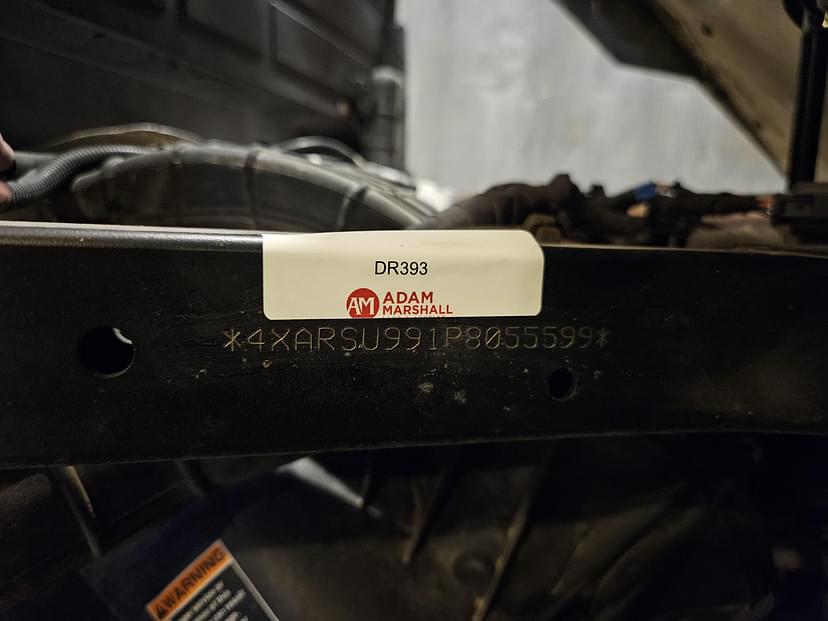 DR393
AM ADAM
MARSHALL
*4XARSU991P8055599*
WARNING